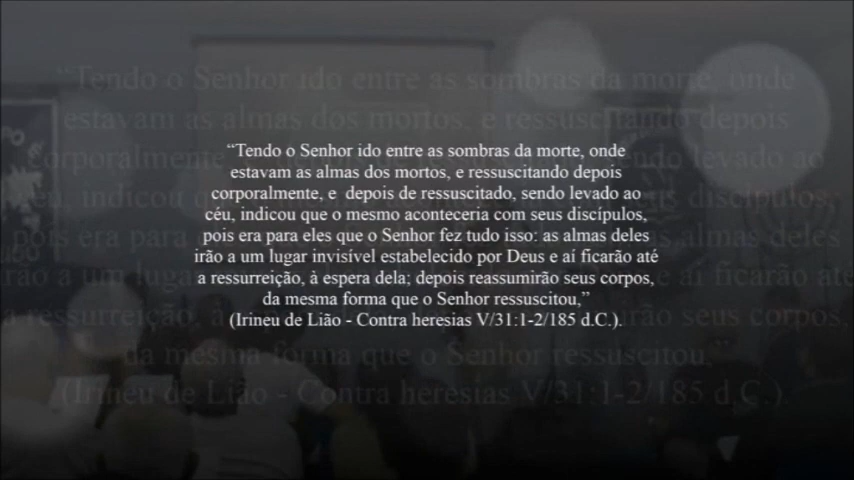 “Tendo o Senhor ido entre as sombras da morte, onde
estavam as almas dos mortos, e ressuscitando depois
corporalmente, e  depois de ressuscitado, sendo levado ao
céu, indicou que o mesmo aconteceria com seus discípulos,
pois era para eles que o Senhor fez tudo isso: as almas deles
irão a um lugar invisível estabelecido por Deus e aí ficarão até
a ressurreição, à espera dela; depois reassumirão seus corpos,
da mesma forma que o Senhor ressuscitou,”
(Irineu de Lião - Contra heresias V/31:1-2/185 d.C.).